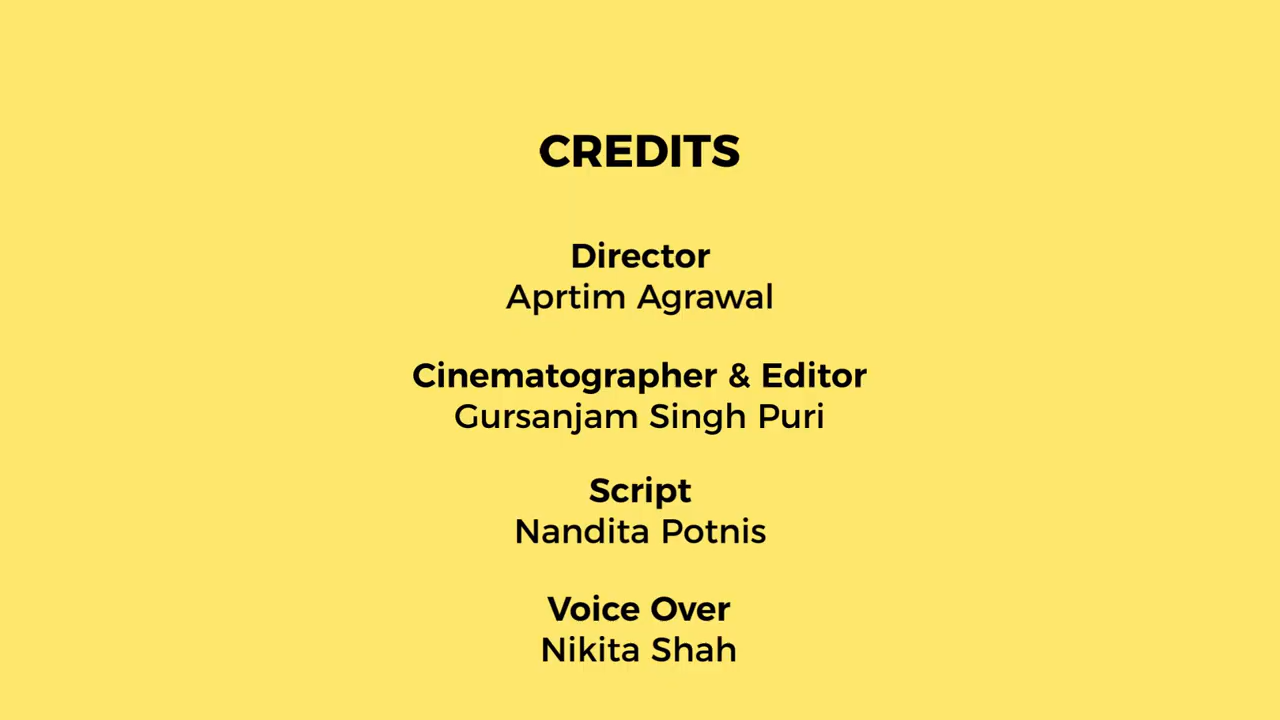 CREDITS
Director
Aprtim Agrawal
Cinematographer & Editor
Gursanjam Singh Puri
Script
Nandita Potnis
Voice Over
Nikita Shah